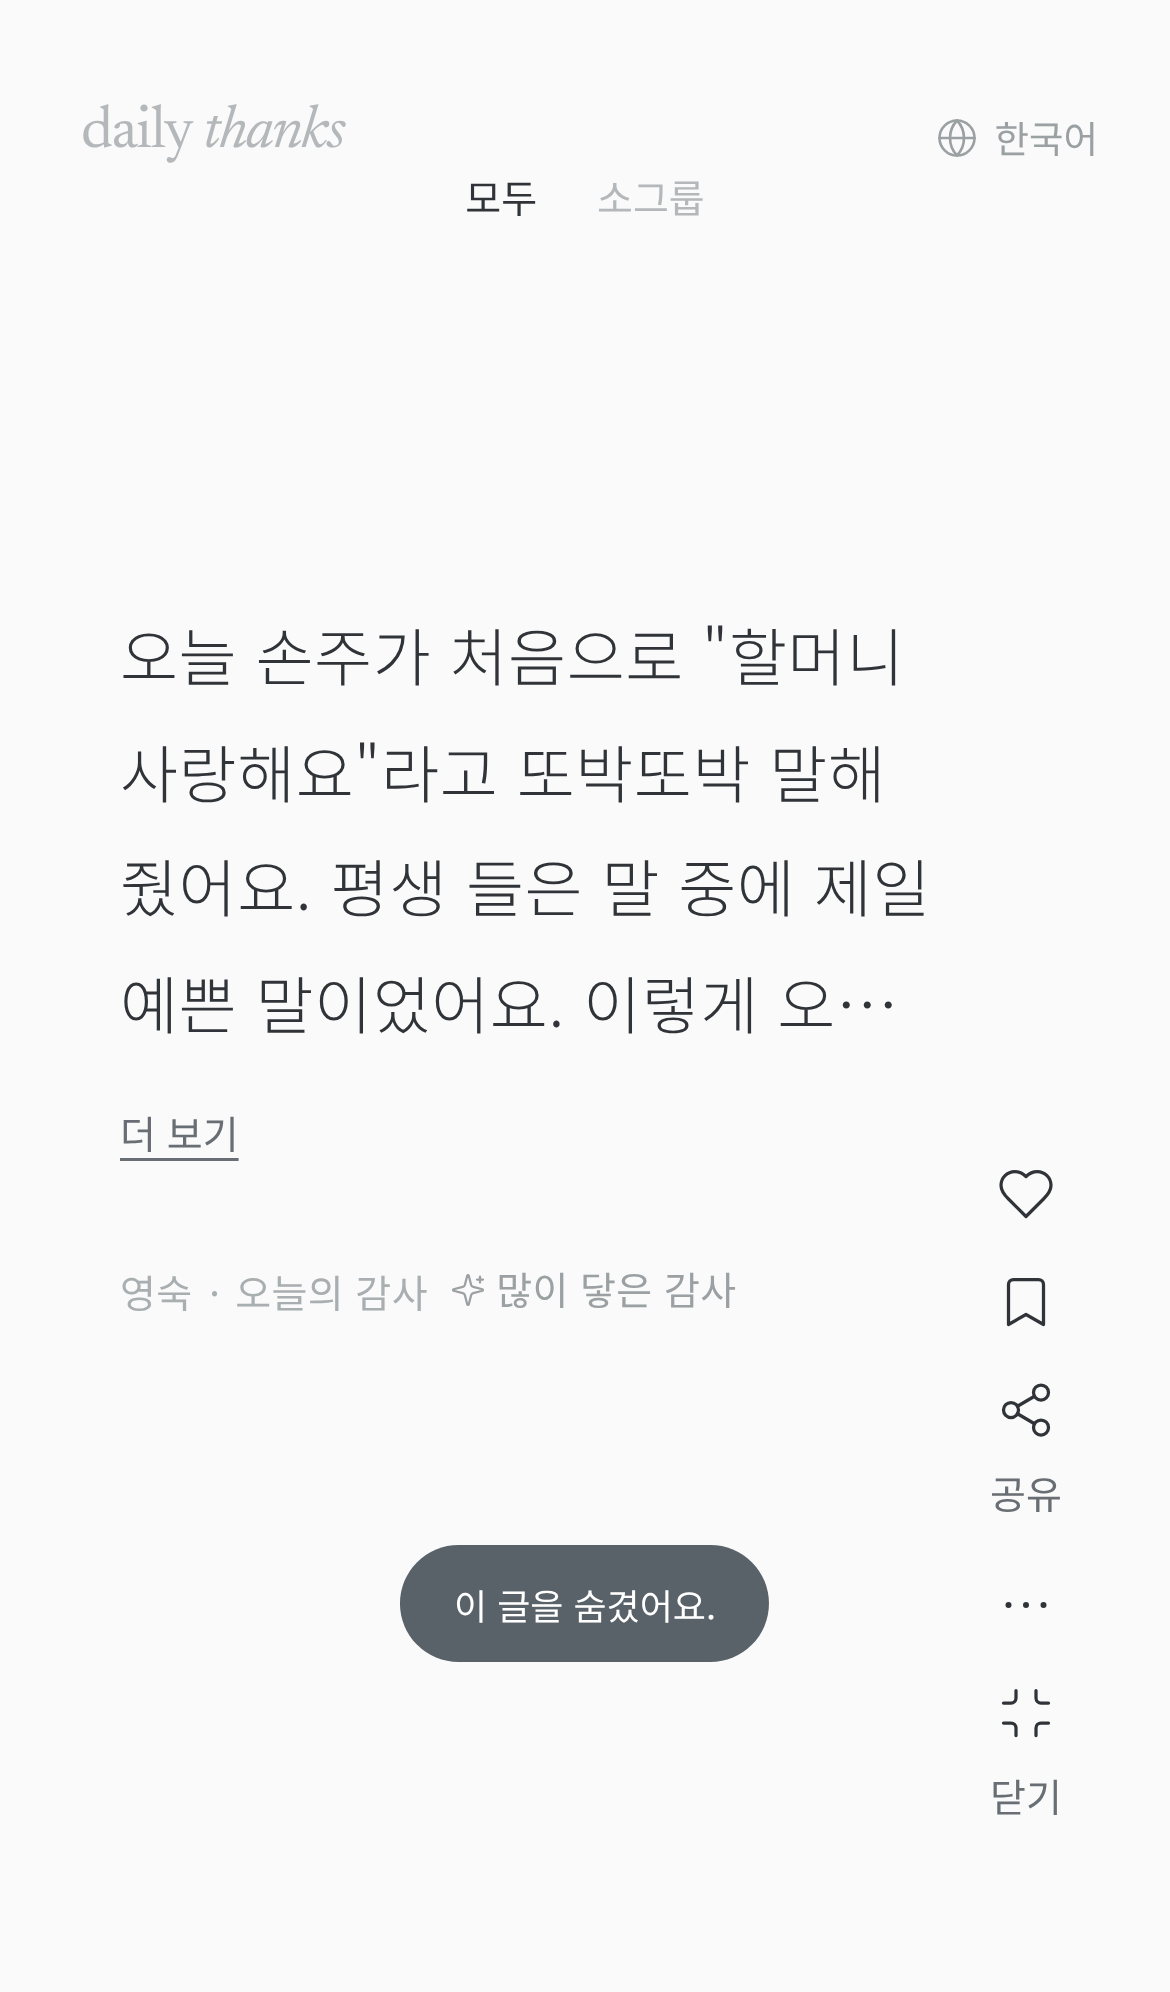 daily thanks
한국어
모두 소그룹
오늘 손주가 처음으로 "할머니
사랑해요"라고 또박또박 말해
줬어요. 평생 들은 말 중에 제일
예쁜 말이었어요. 이렇게 오…
더 보기
영숙 · 오늘의 감사 많이 닿은 감사
공유
이 글을 숨겼어요.
닫기